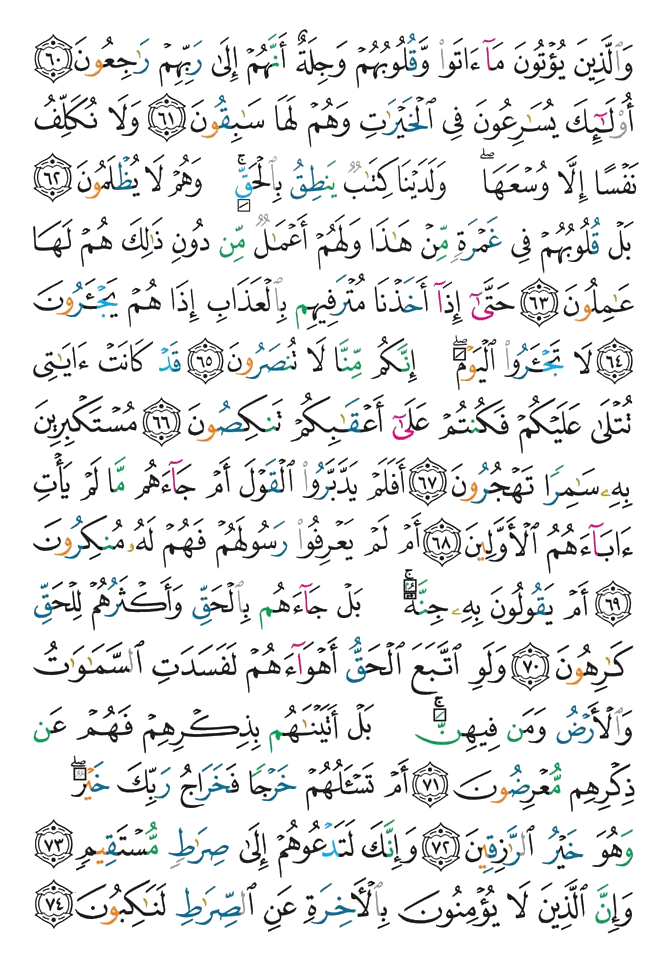 وَٱلَّذِينَ يُؤْتُونَ مَآ ءَاتَوا۟ وَّقُلُوبُهُمْ وَجِلَةٌ أَنَّهُمْ إِلَىٰ رَبِّهِمْ رَٰجِعُونَ ﴿٦٠﴾
أُو۟لَـٰٓئِكَ يُسَـٰرِعُونَ فِى ٱلْخَيْرَٰتِ وَهُمْ لَهَا سَـٰبِقُونَ ﴿٦١﴾ وَلَا نُكَلِّفُ
نَفْسًا إِلَّا وُسْعَهَا ۖ وَلَدَيْنَا كِتَـٰبٌ يَنطِقُ بِٱلْحَقِّ ۚ وَهُمْ لَا يُظْلَمُونَ ﴿٦٢﴾
بَلْ قُلُوبُهُمْ فِى غَمْرَةٍ مِّنْ هَـٰذَا وَلَهُمْ أَعْمَـٰلٌ مِّن دُونِ ذَٰلِكَ هُمْ لَهَا
عَـٰمِلُونَ ﴿٦٣﴾ حَتَّىٰٓ إِذَآ أَخَذْنَا مُتْرَفِيهِم بِٱلْعَذَابِ إِذَا هُمْ يَجْـَٔرُونَ
﴿٦٤﴾ لَا تَجْـَٔرُوا۟ ٱلْيَوْمَ ۖ إِنَّكُم مِّنَّا لَا تُنصَرُونَ ﴿٦٥﴾ قَدْ كَانَتْ ءَايَـٰتِى
تُتْلَىٰ عَلَيْكُمْ فَكُنتُمْ عَلَىٰٓ أَعْقَـٰبِكُمْ تَنكِصُونَ ﴿٦٦﴾ مُسْتَكْبِرِينَ
بِهِۦ سَـٰمِرًا تَهْجُرُونَ ﴿٦٧﴾ أَفَلَمْ يَدَّبَّرُوا۟ ٱلْقَوْلَ أَمْ جَآءَهُم مَّا لَمْ يَأْتِ
ءَابَآءَهُمُ ٱلْأَوَّلِينَ ﴿٦٨﴾ أَمْ لَمْ يَعْرِفُوا۟ رَسُولَهُمْ فَهُمْ لَهُۥ مُنكِرُونَ
﴿٦٩﴾ أَمْ يَقُولُونَ بِهِۦ جِنَّةٌۢ ۚ بَلْ جَآءَهُم بِٱلْحَقِّ وَأَكْثَرُهُمْ لِلْحَقِّ
كَـٰرِهُونَ ﴿٧٠﴾ وَلَوِ ٱتَّبَعَ ٱلْحَقُّ أَهْوَآءَهُمْ لَفَسَدَتِ ٱلسَّمَـٰوَٰتُ
وَٱلْأَرْضُ وَمَن فِيهِنَّ ۚ بَلْ أَتَيْنَـٰهُم بِذِكْرِهِمْ فَهُمْ عَن
ذِكْرِهِم مُّعْرِضُونَ ﴿٧١﴾ أَمْ تَسْـَٔلُهُمْ خَرْجًا فَخَرَاجُ رَبِّكَ خَيْرٌ ۖ
وَهُوَ خَيْرُ ٱلرَّٰزِقِينَ ﴿٧٢﴾ وَإِنَّكَ لَتَدْعُوهُمْ إِلَىٰ صِرَٰطٍ مُّسْتَقِيمٍ ﴿٧٣﴾
وَإِنَّ ٱلَّذِينَ لَا يُؤْمِنُونَ بِٱلْـَٔاخِرَةِ عَنِ ٱلصِّرَٰطِ لَنَـٰكِبُونَ ﴿٧٤﴾